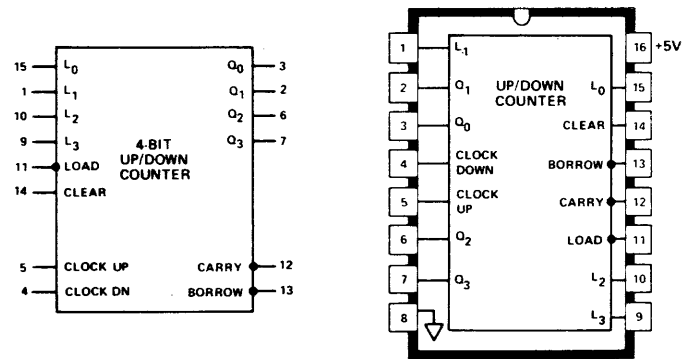 15 L0 Q0 3
1 L1 Q1 2
10 L2 Q2 6
9 L3 Q3 7
4-BIT
UP/DOWN
COUNTER
11 LOAD
14 CLEAR
5 CLOCK UP CARRY 12
4 CLOCK DN BORROW 13
1 L1 16 +5V
2 Q1 UP/DOWN L0 15
COUNTER
3 Q0 CLEAR 14
4 CLOCK DOWN BORROW 13
5 CLOCK UP CARRY 12
6 Q2 LOAD 11
7 Q3 L2 10
8 L3 9